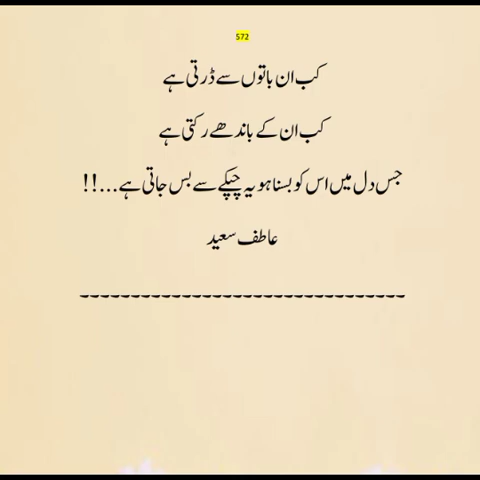 572
کب ان باتوں سے ڈرتی ہے
کب ان کے باندھے رکتی ہے
جس دل میں اس کو بسنا ہو یہ چپکے سے بس جاتی ہے...!!
عاطف سعید
--------------------------------